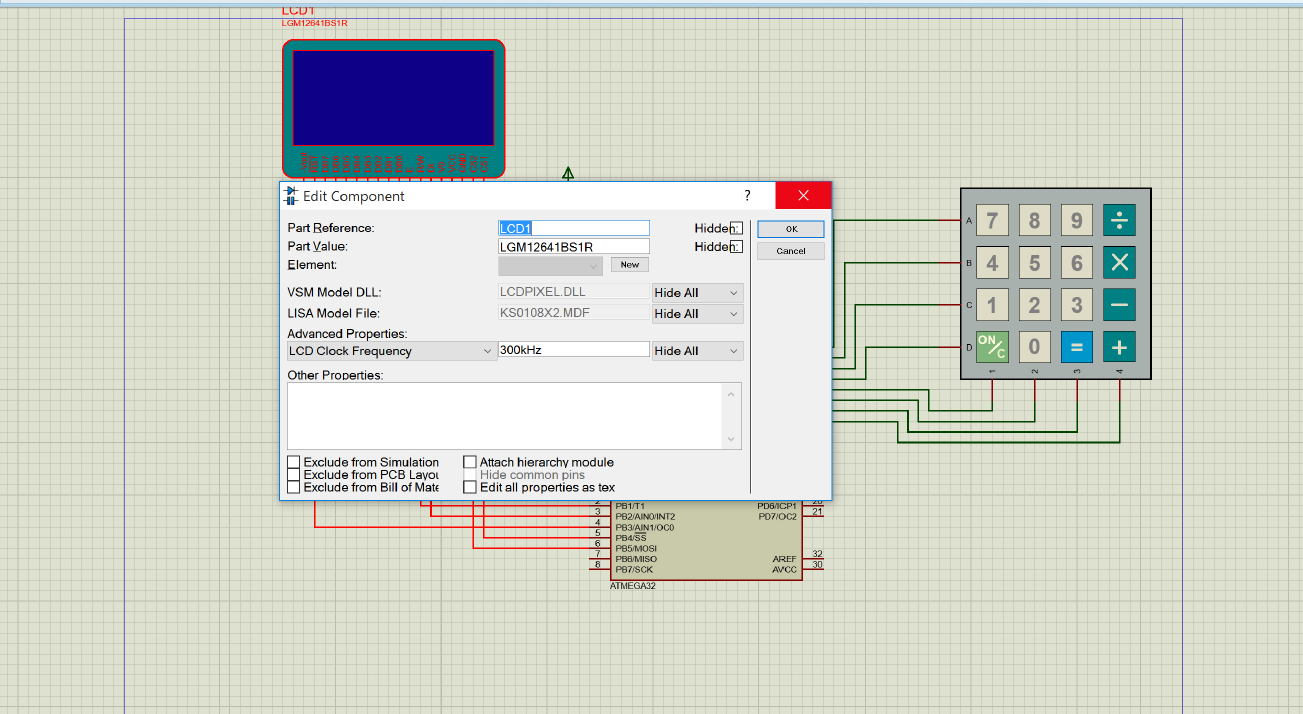 LCD1
LGM12641BS1R
Edit Component
?
Part Reference:
LCD1
Hidden:
OK
Part Value:
LGM12641BS1R
Hidden:
Cancel
Element:
New
VSM Model DLL:
LCDPIXEL.DLL
Hide All
LISA Model File:
KS0108X2.MDF
Hide All
Advanced Properties:
LCD Clock Frequency
300kHz
Hide All
Other Properties:
Exclude from Simulation
Attach hierarchy module
Exclude from PCB Layou
Hide common pins
Exclude from Bill of Mate
Edit all properties as tex
A
7 8 9 ÷
B
4 5 6 ×
C
1 2 3 −
D
ON/C 0 = +
1 2 3 4
2 PB1/T1
3 PB2/AIN0/INT2
4 PB3/AIN1/OC0
5 PB4/SS
6 PB5/MOSI
7 PB6/MISO
8 PB7/SCK
PD6/ICP1 20
PD7/OC2 21
AREF 32
AVCC 30
ATMEGA32